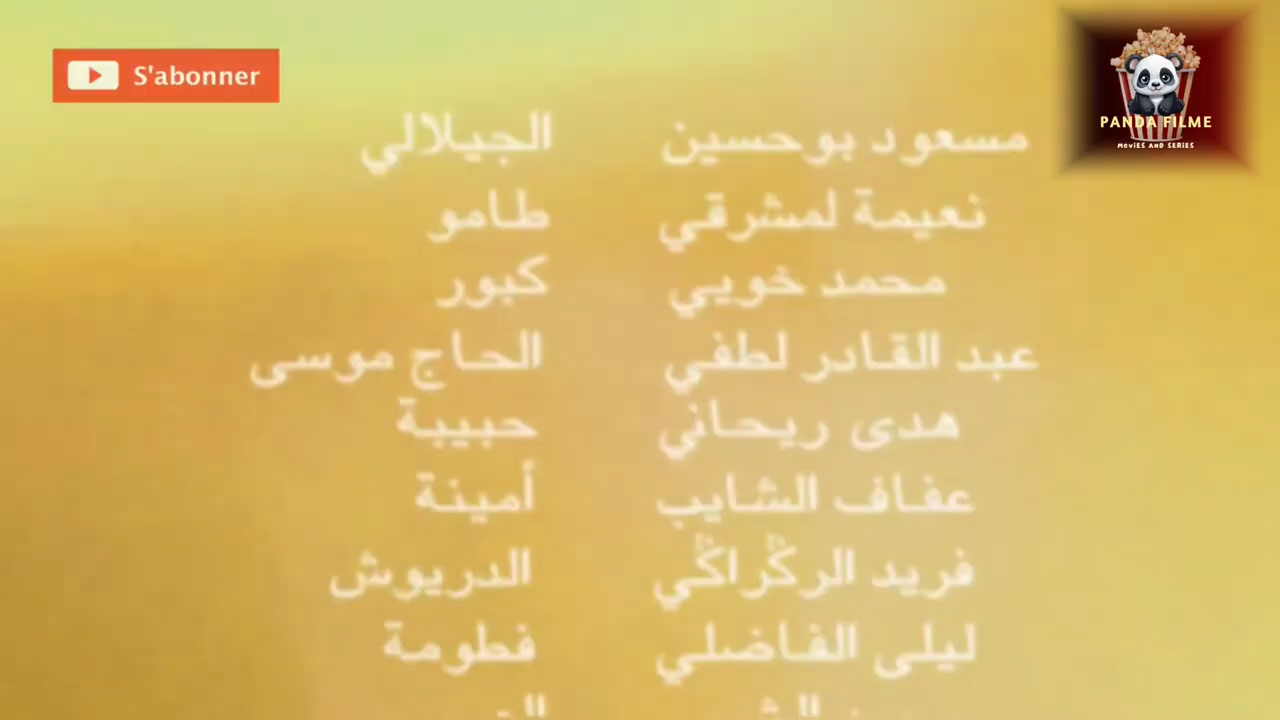 S'abonner
PANDA FILME
MOVIES AND SERIES
مسعود بوحسين الجيلالي
نعيمة لمشرقي طامو
محمد خويي كبور
عبد القادر لطفي الحاج موسى
هدى ريحاني حبيبة
عفاف الشايب أمينة
فريد الرݣراݣي الدريوش
ليلى الفاضلي فطومة